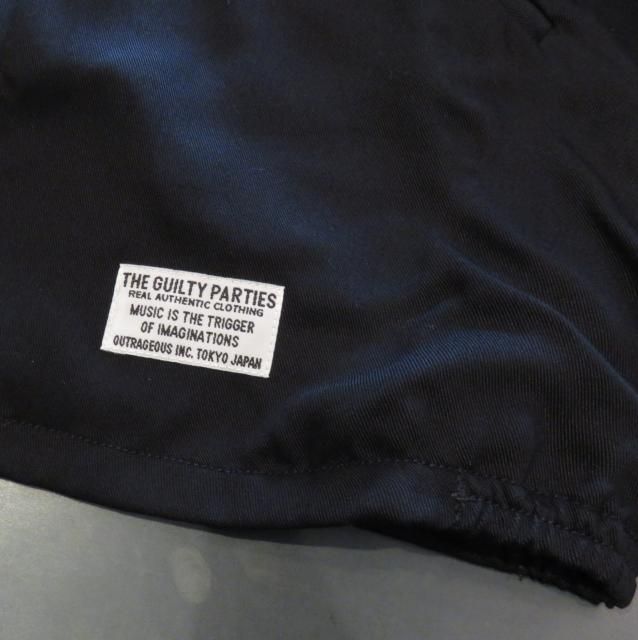 THE GUILTY PARTIES
REAL AUTHENTIC CLOTHING
MUSIC IS THE TRIGGER
OF IMAGINATIONS
OUTRAGEOUS INC. TOKYO JAPAN